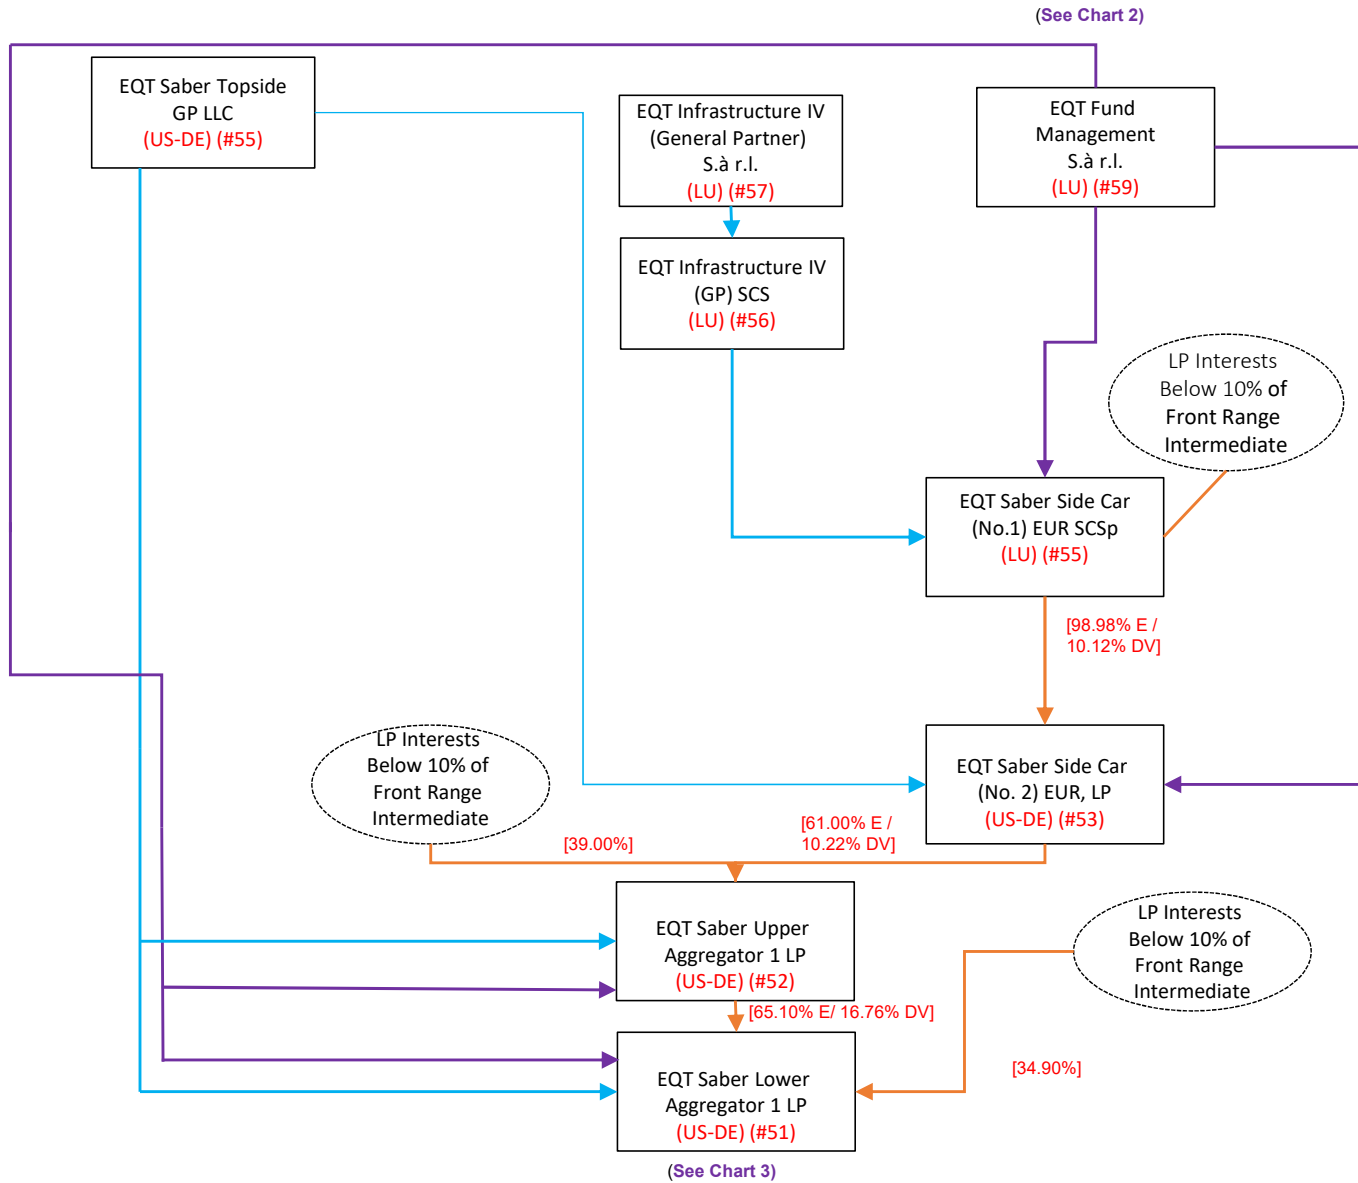 (See Chart 2)
EQT Saber Topside
GP LLC
(US-DE) (#55)
EQT Infrastructure IV
(General Partner)
S.à r.l.
(LU) (#57)
EQT Fund
Management
S.à r.l.
(LU) (#59)
EQT Infrastructure IV
(GP) SCS
(LU) (#56)
LP Interests
Below 10% of
Front Range
Intermediate
EQT Saber Side Car
(No.1) EUR SCSp
(LU) (#55)
[98.98% E /
10.12% DV]
LP Interests
Below 10% of
Front Range
Intermediate
EQT Saber Side Car
(No. 2) EUR, LP
(US-DE) (#53)
[39.00%]
[61.00% E /
10.22% DV]
EQT Saber Upper
Aggregator 1 LP
(US-DE) (#52)
LP Interests
Below 10% of
Front Range
Intermediate
[65.10% E/ 16.76% DV]
EQT Saber Lower
Aggregator 1 LP
(US-DE) (#51)
[34.90%]
(See Chart 3)